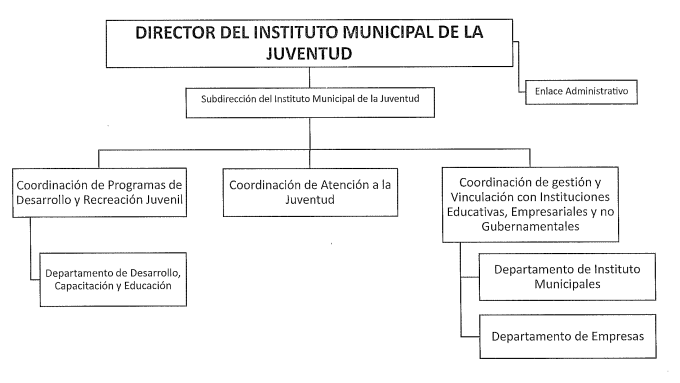 DIRECTOR DEL INSTITUTO MUNICIPAL DE LA
JUVENTUD
Enlace Administrativo
Subdirección del Instituto Municipal de la Juventud
Coordinación de Programas de
Desarrollo y Recreación Juvenil
Coordinación de Atención a la
Juventud
Coordinación de gestión y
Vinculación con Instituciones
Educativas, Empresariales y no
Gubernamentales
Departamento de Desarrollo,
Capacitación y Educación
Departamento de Instituto
Municipales
Departamento de Empresas